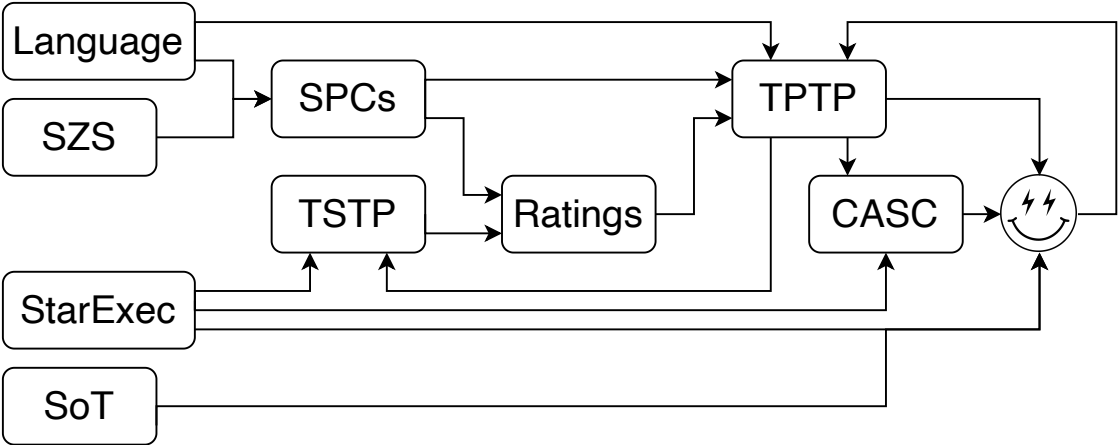 Language
SPCs
TPTP
SZS
TSTP
Ratings
CASC
StarExec
SoT